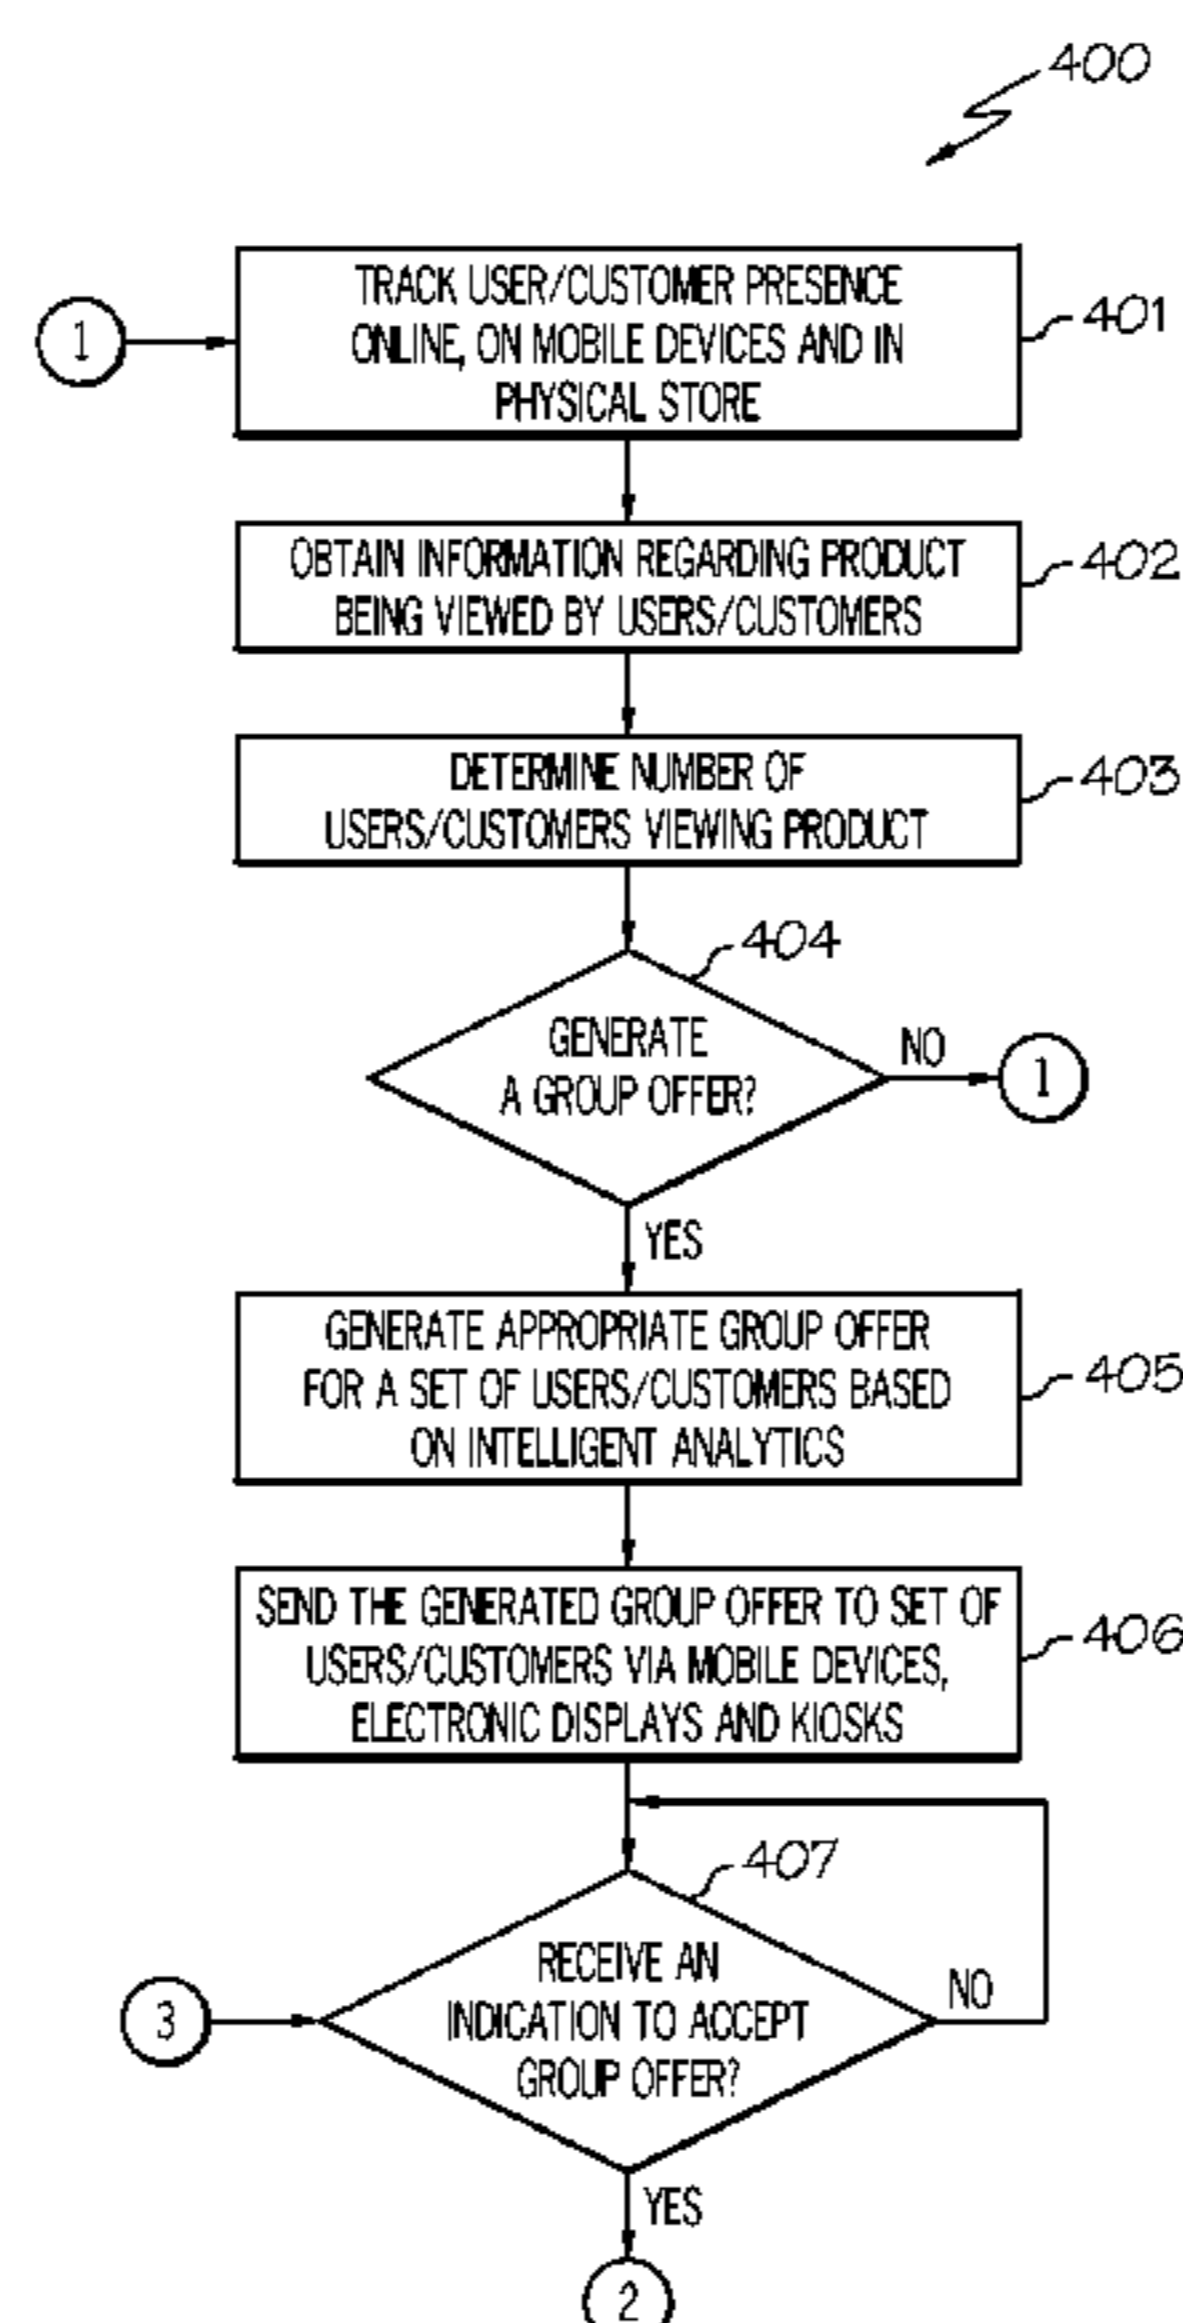 400
TRACK USER/CUSTOMER PRESENCE
ONLINE, ON MOBILE DEVICES AND IN
PHYSICAL STORE
401
1
OBTAIN INFORMATION REGARDING PRODUCT
BEING VIEWED BY USERS/CUSTOMERS
402
DETERMINE NUMBER OF
USERS/CUSTOMERS VIEWING PRODUCT
403
404
GENERATE
A GROUP OFFER?
NO
1
YES
GENERATE APPROPRIATE GROUP OFFER
FOR A SET OF USERS/CUSTOMERS BASED
ON INTELLIGENT ANALYTICS
405
SEND THE GENERATED GROUP OFFER TO SET OF
USERS/CUSTOMERS VIA MOBILE DEVICES,
ELECTRONIC DISPLAYS AND KIOSKS
406
407
RECEIVE AN
INDICATION TO ACCEPT
GROUP OFFER?
NO
3
YES
2